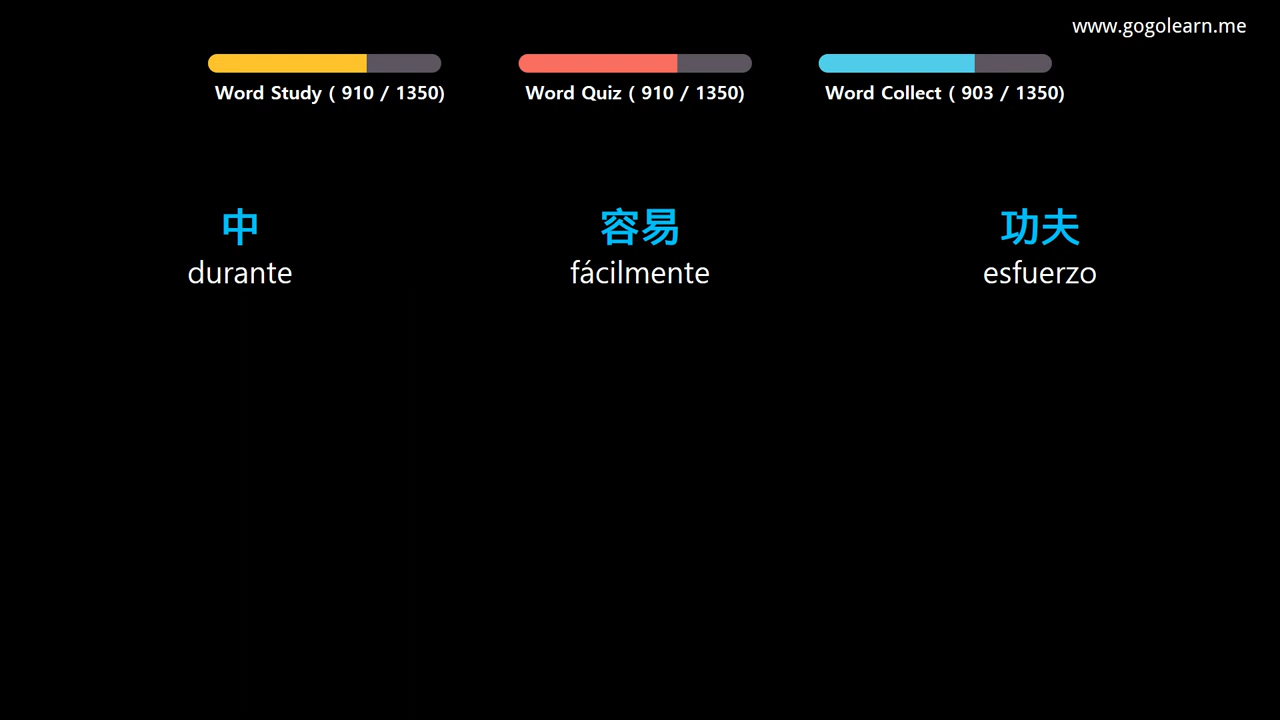 www.gogolearn.me
Word Study ( 910 / 1350)
Word Quiz ( 910 / 1350)
Word Collect ( 903 / 1350)
中
durante
容易
fácilmente
功夫
esfuerzo